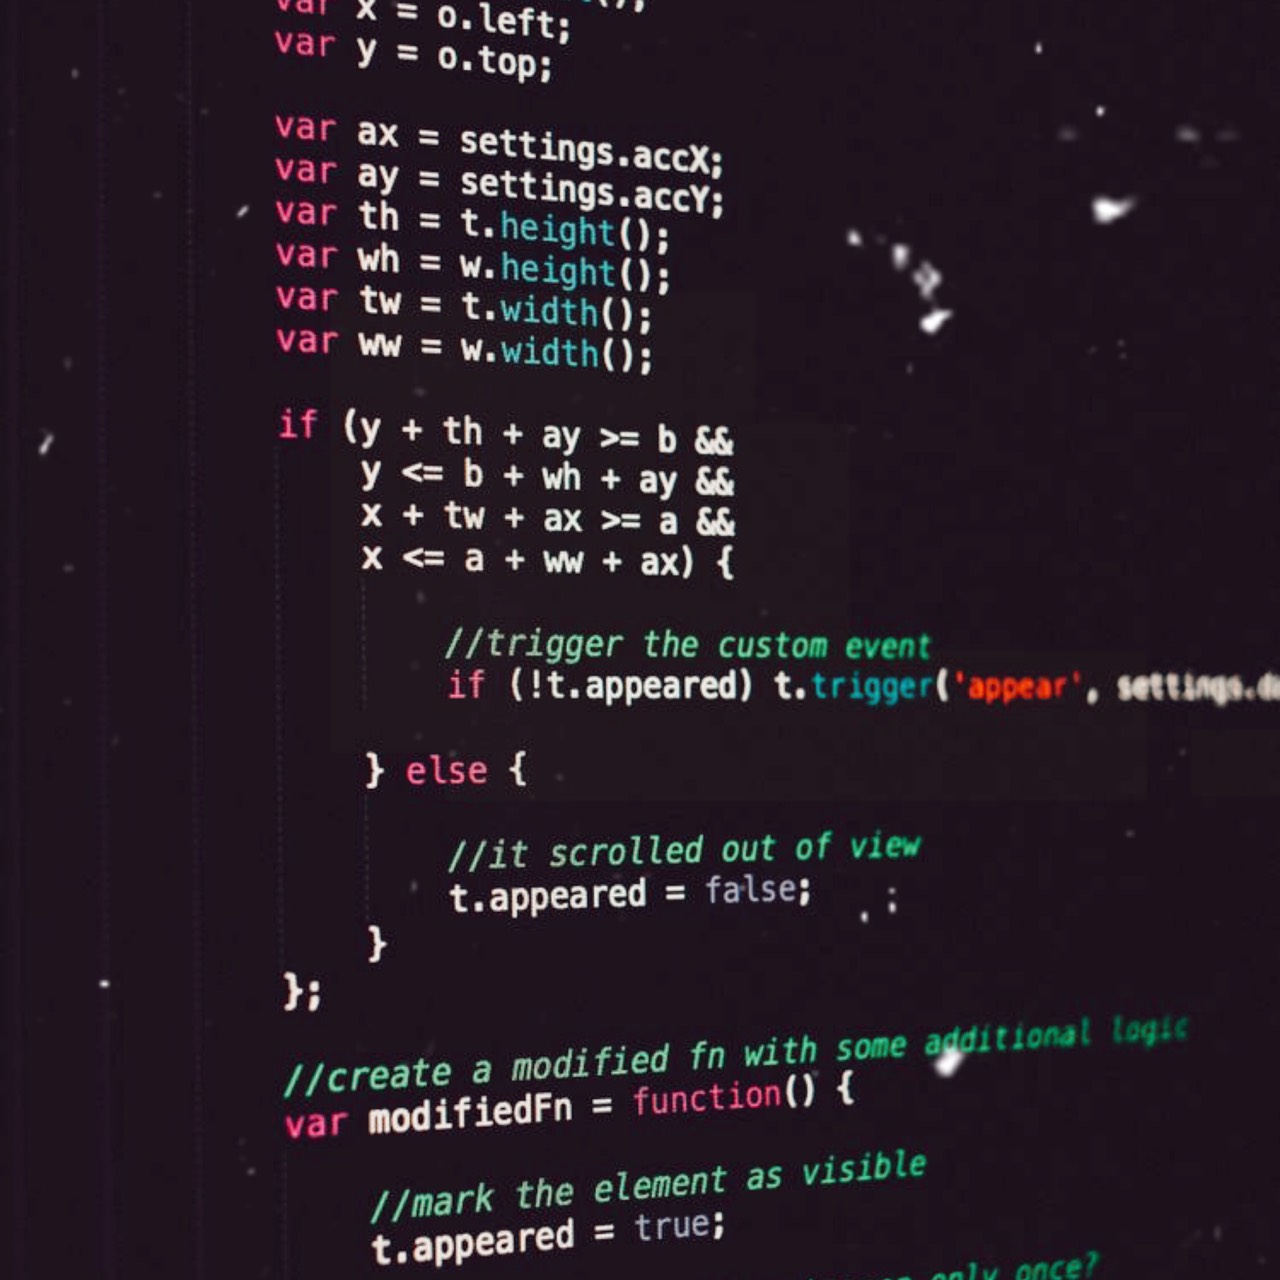 var x = o.left;
var y = o.top;
var ax = settings.accX;
var ay = settings.accY;
var th = t.height();
var wh = w.height();
var tw = t.width();
var ww = w.width();
if (y + th + ay >= b &&
y <= b + wh + ay &&
x + tw + ax >= a &&
x <= a + ww + ax) {
//trigger the custom event
if (!t.appeared) t.trigger('appear', settings.d
} else {
//it scrolled out of view
t.appeared = false;
}
};
//create a modified fn with some additional logic
var modifiedFn = function() {
//mark the element as visible
t.appeared = true;
only once?